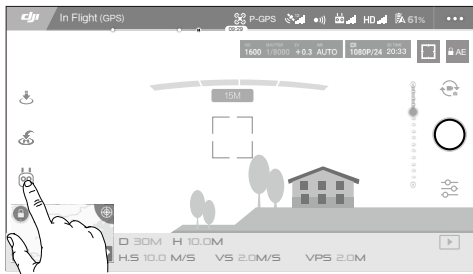 dji In Flight (GPS) P-GPS HD 61%
09:29
ISO 1600 SHUTTER 1/8000 EV +0.3 WB AUTO 1080P/24 20:33 AE
15M
D 30M H 10.0M
H.S 10.0 M/S VS 2.0M/S VPS 2.0M